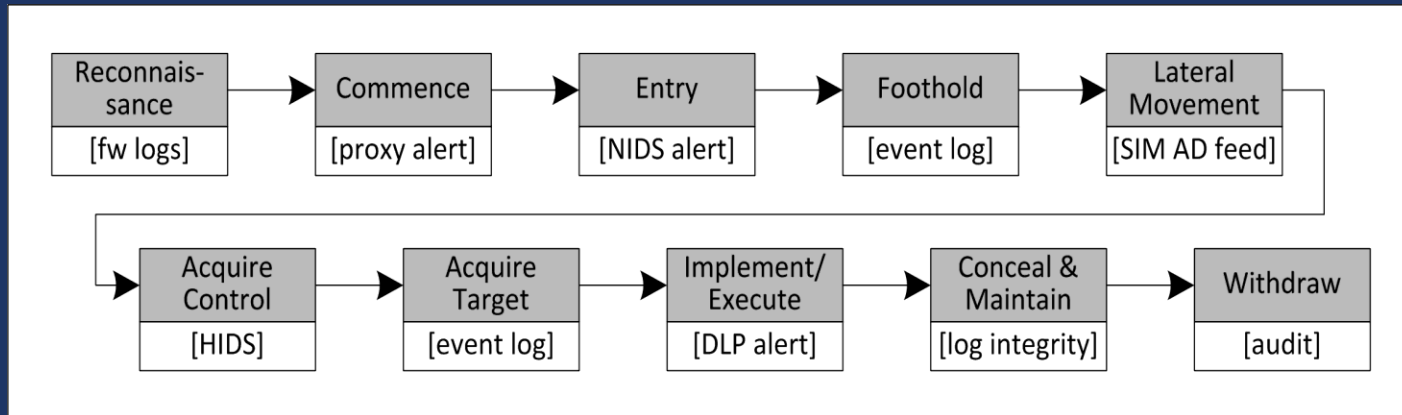 Reconnais-
sance
[fw logs]
Commence
[proxy alert]
Entry
[NIDS alert]
Foothold
[event log]
Lateral
Movement
[SIM AD feed]
Acquire
Control
[HIDS]
Acquire
Target
[event log]
Implement/
Execute
[DLP alert]
Conceal &
Maintain
[log integrity]
Withdraw
[audit]